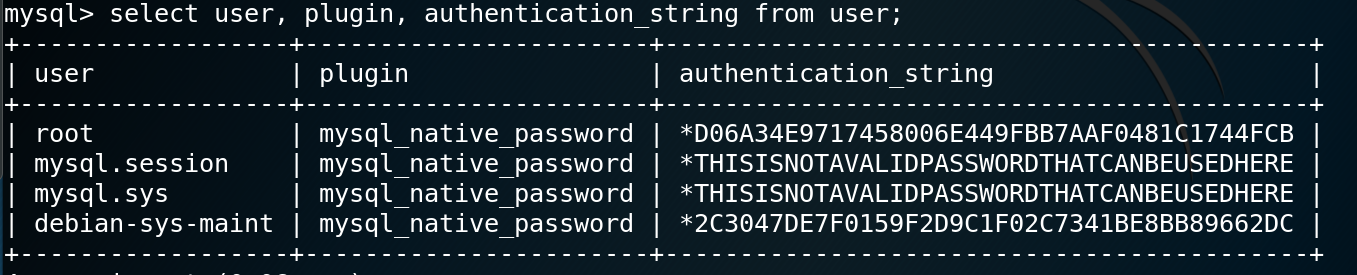 mysql> select user, plugin, authentication_string from user;
+------------------+-----------------------+-------------------------------------------+
| user             | plugin                | authentication_string                     |
+------------------+-----------------------+-------------------------------------------+
| root             | mysql_native_password | *D06A34E9717458006E449FBB7AAF0481C1744FCB |
| mysql.session    | mysql_native_password | *THISISNOTAVALIDPASSWORDTHATCANBEUSEDHERE |
| mysql.sys        | mysql_native_password | *THISISNOTAVALIDPASSWORDTHATCANBEUSEDHERE |
| debian-sys-maint | mysql_native_password | *2C3047DE7F0159F2D9C1F02C7341BE8BB89662DC |
+------------------+-----------------------+-------------------------------------------+